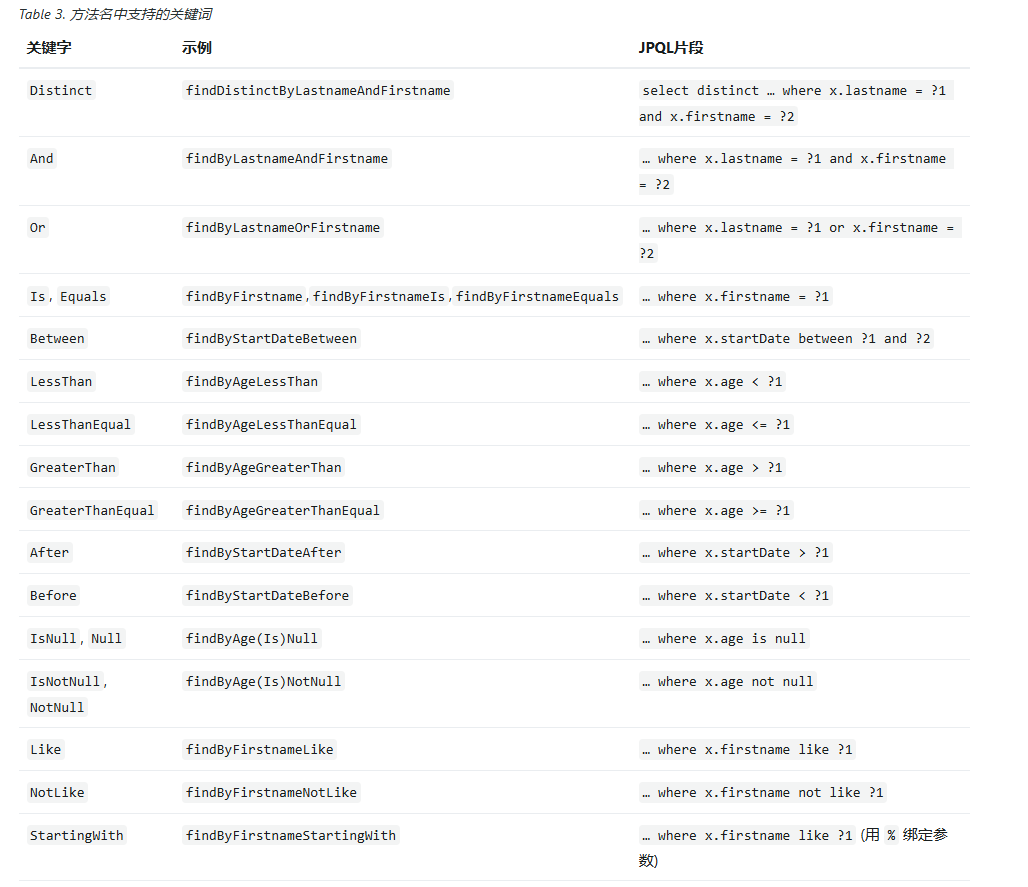 Table 3. 方法名中支持的关键词
关键字 示例 JPQL片段
Distinct findDistinctByLastnameAndFirstname select distinct … where x.lastname = ?1
and x.firstname = ?2
And findByLastnameAndFirstname … where x.lastname = ?1 and x.firstname
= ?2
Or findByLastnameOrFirstname … where x.lastname = ?1 or x.firstname =
?2
Is, Equals findByFirstname,findByFirstnameIs,findByFirstnameEquals … where x.firstname = ?1
Between findByStartDateBetween … where x.startDate between ?1 and ?2
LessThan findByAgeLessThan … where x.age < ?1
LessThanEqual findByAgeLessThanEqual … where x.age <= ?1
GreaterThan findByAgeGreaterThan … where x.age > ?1
GreaterThanEqual findByAgeGreaterThanEqual … where x.age >= ?1
After findByStartDateAfter … where x.startDate > ?1
Before findByStartDateBefore … where x.startDate < ?1
IsNull, Null findByAge(Is)Null … where x.age is null
IsNotNull, findByAge(Is)NotNull … where x.age not null
NotNull
Like findByFirstnameLike … where x.firstname like ?1
NotLike findByFirstnameNotLike … where x.firstname not like ?1
StartingWith findByFirstnameStartingWith … where x.firstname like ?1 (用 % 绑定参
数)